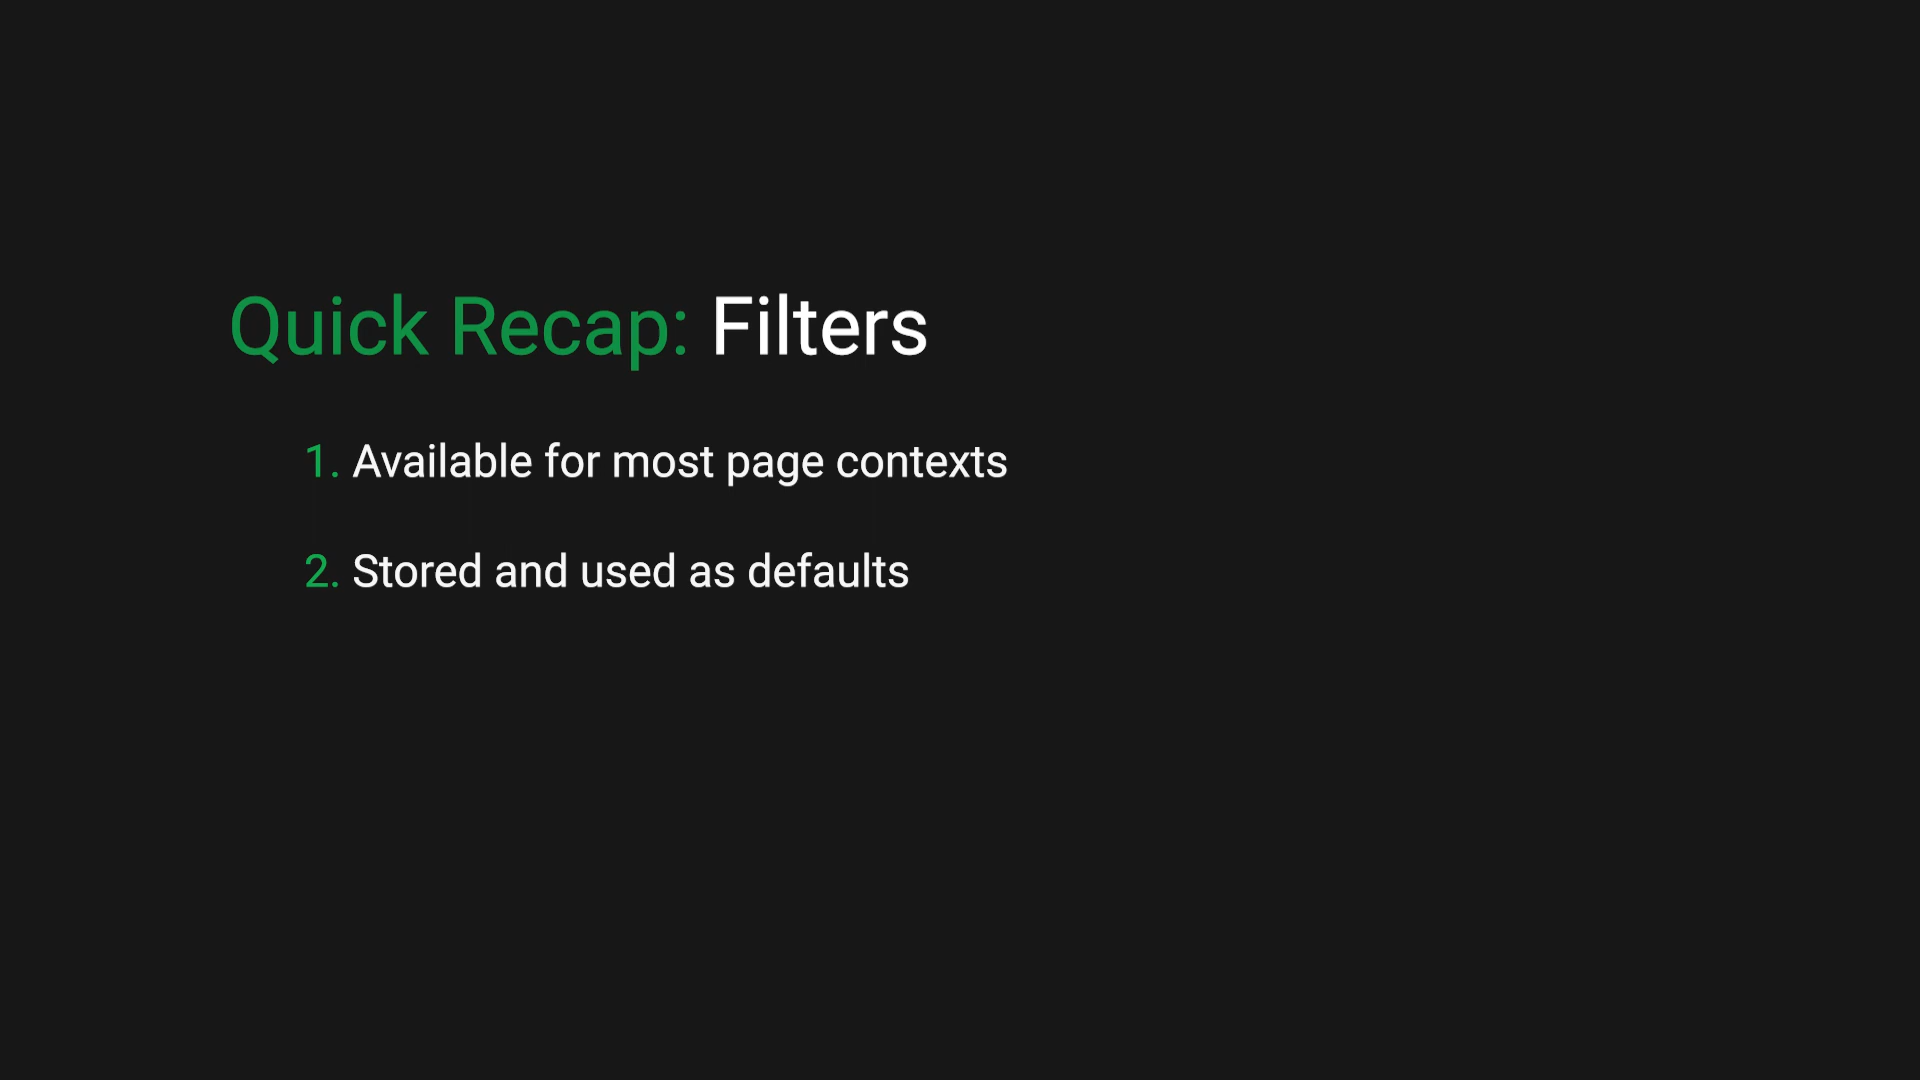 Quick Recap: Filters
1. Available for most page contexts
2. Stored and used as defaults